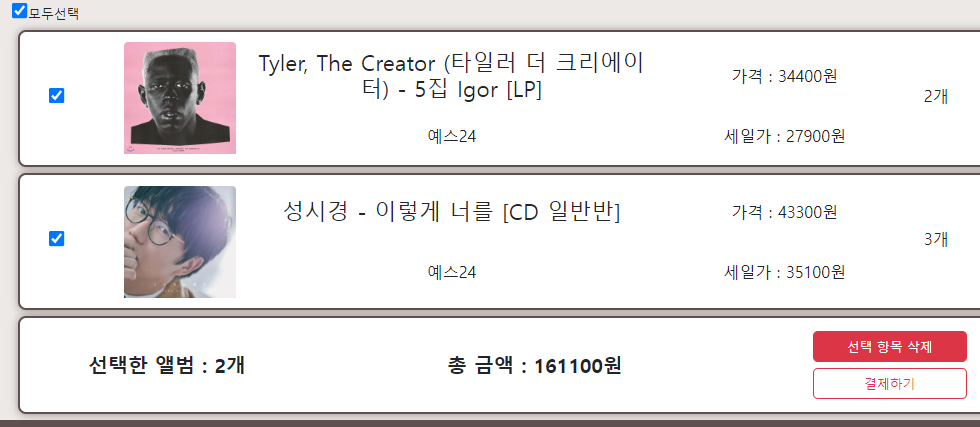 모두선택
Tyler, The Creator (타일러 더 크리에이
터) - 5집 Igor [LP]
예스24
가격 : 34400원
세일가 : 27900원
2개
성시경 - 이렇게 너를 [CD 일반반]
예스24
가격 : 43300원
세일가 : 35100원
3개
선택한 앨범 : 2개
총 금액 : 161100원
선택 항목 삭제
결제하기